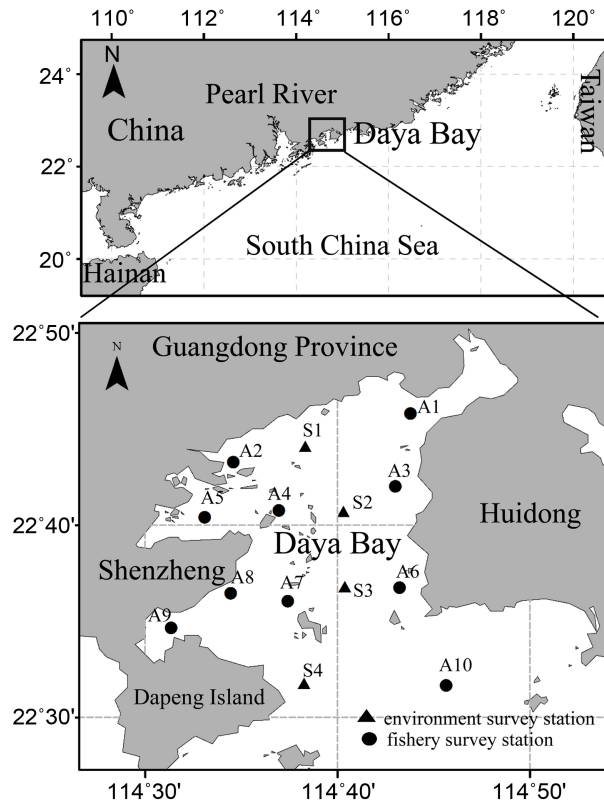 110° 112° 114° 116° 118° 120°
N
24°
Pearl River
Taiwan
China
Daya Bay
22°
South China Sea
20°
Hainan
22°50'
N
Guangdong Province
A1
S1
A2
A3
A5
A4
S2
Huidong
22°40'
Daya Bay
Shenzheng
A8
A7
S3
A6
A9
S4
A10
Dapeng Island
22°30'
environment survey station
fishery survey station
114°30' 114°40' 114°50'